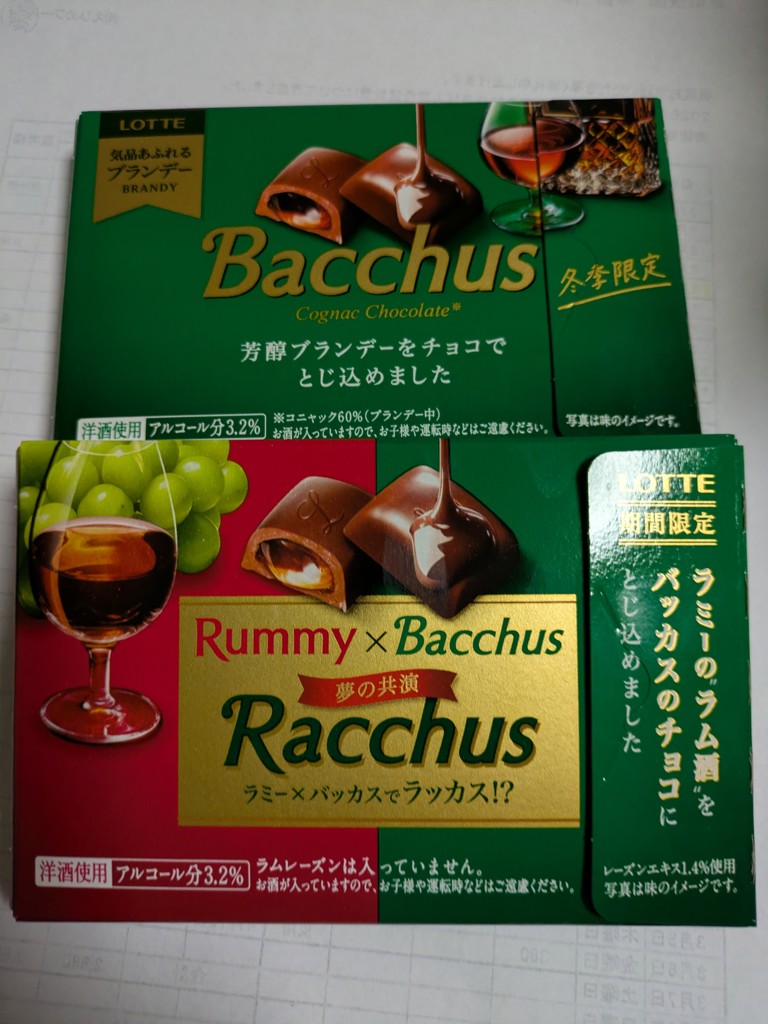 LOTTE
気品あふれる
ブランデー
BRANDY
Bacchus
Cognac Chocolate※
冬季限定
芳醇ブランデーをチョコで
とじ込めました
洋酒使用 アルコール分3.2%
※コニャック60%(ブランデー中)
お酒が入っていますので、お子様や運転時などはご遠慮ください。
写真は味のイメージです。
Rummy×Bacchus
夢の共演
Racchus
ラミー×バッカスでラッカス!?
洋酒使用 アルコール分3.2%
ラムレーズンは入っていません。
お酒が入っていますので、お子様や運転時などはご遠慮ください。
LOTTE
期間限定
ラミーの"ラム酒"を
バッカスのチョコに
とじ込めました
レーズンエキス1.4%使用
写真は味のイメージです。